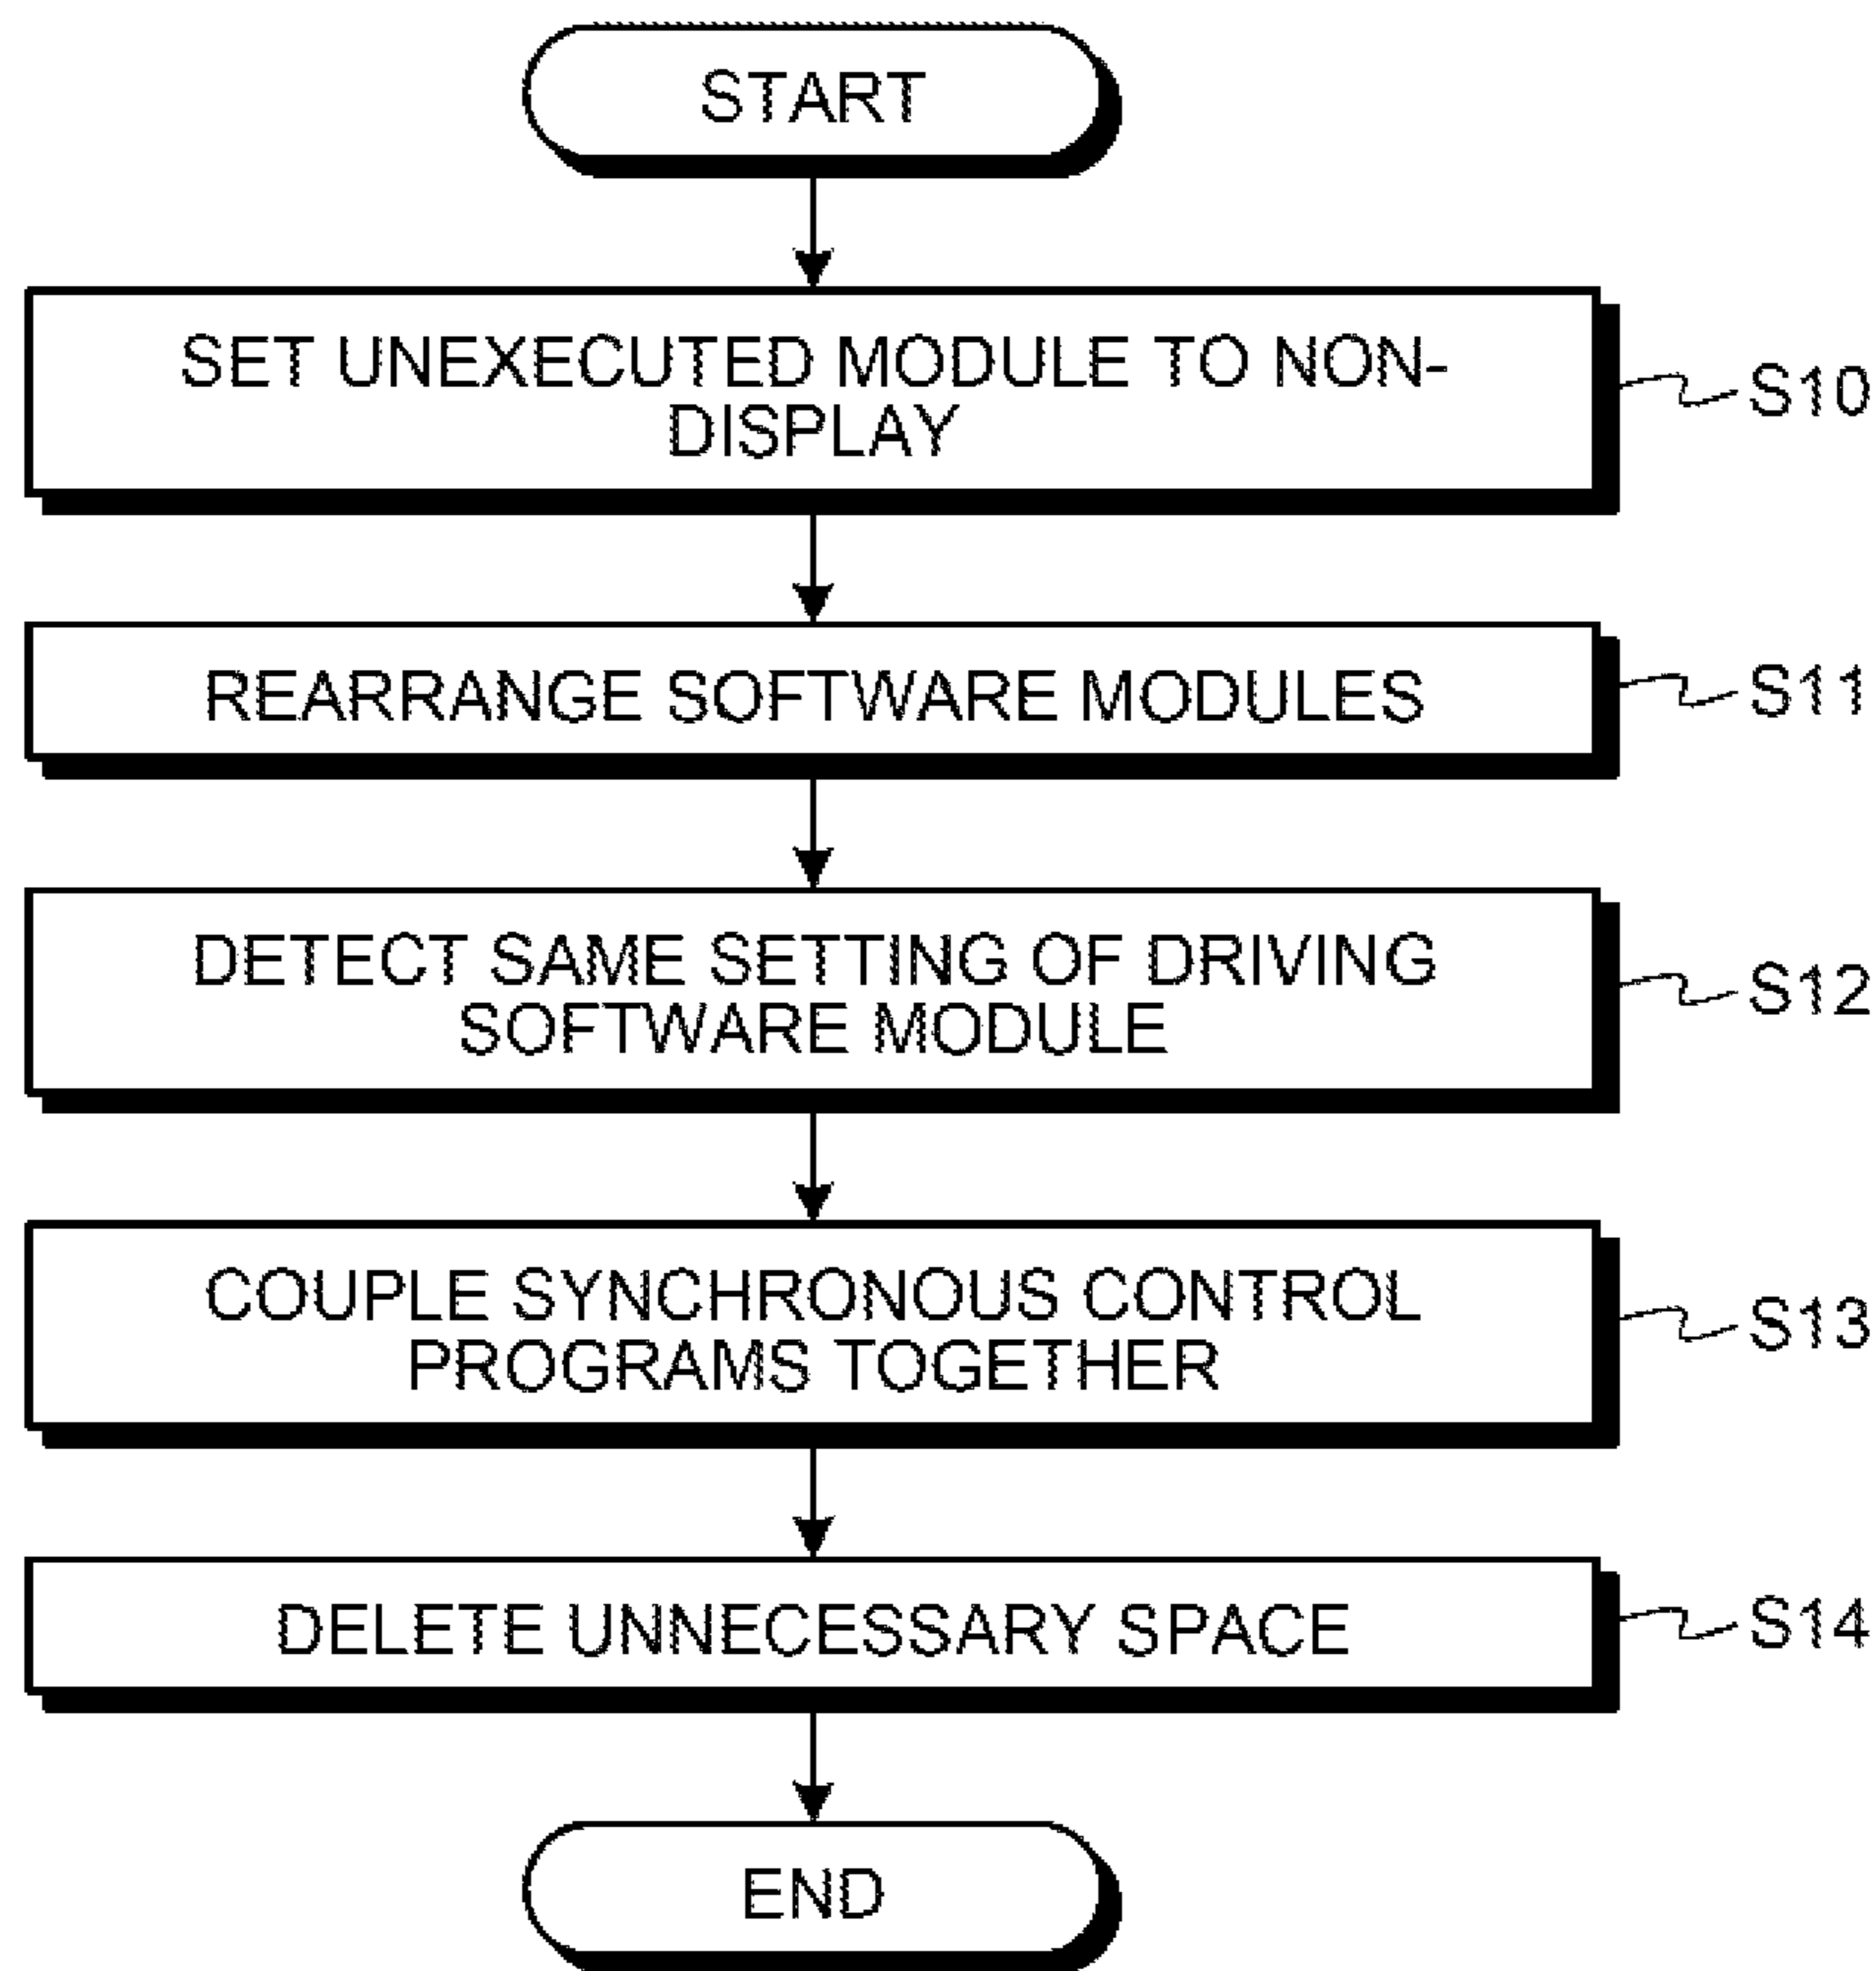 START
SET UNEXECUTED MODULE TO NON-
DISPLAY
S10
REARRANGE SOFTWARE MODULES
S11
DETECT SAME SETTING OF DRIVING
SOFTWARE MODULE
S12
COUPLE SYNCHRONOUS CONTROL
PROGRAMS TOGETHER
S13
DELETE UNNECESSARY SPACE
S14
END